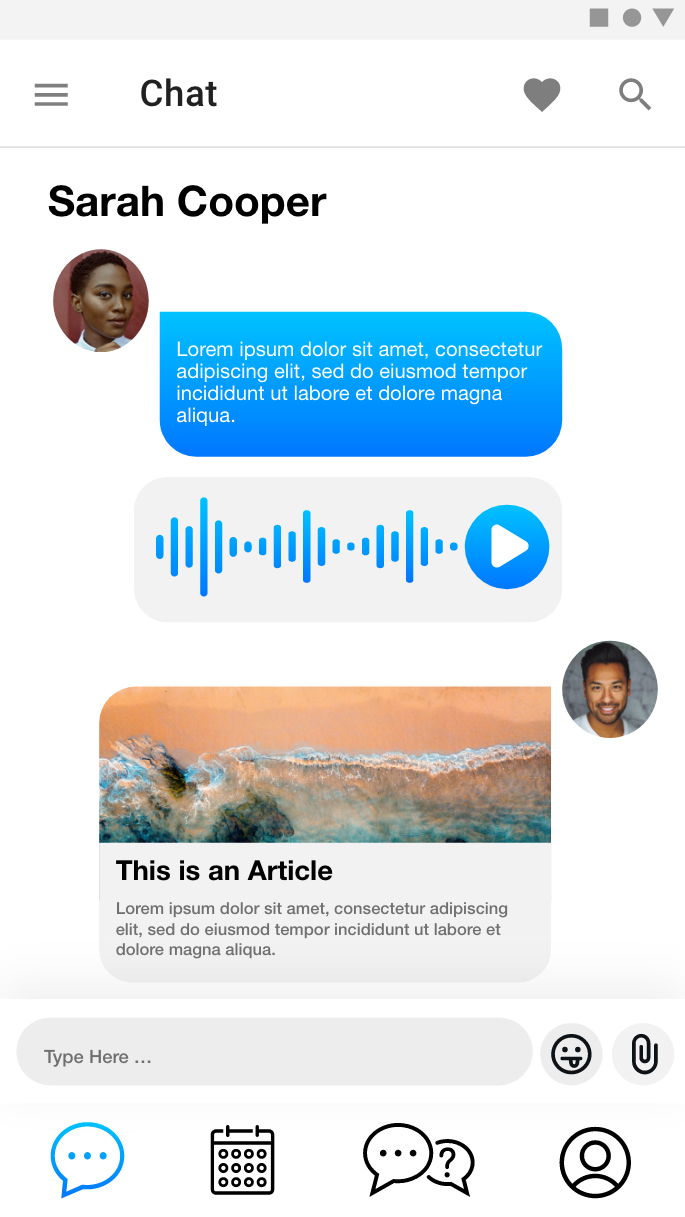 Chat
Sarah Cooper
Lorem ipsum dolor sit amet, consectetur
adipiscing elit, sed do eiusmod tempor
incididunt ut labore et dolore magna
aliqua.
This is an Article
Lorem ipsum dolor sit amet, consectetur adipiscing
elit, sed do eiusmod tempor incididunt ut labore et
dolore magna aliqua.
Type Here ...
?